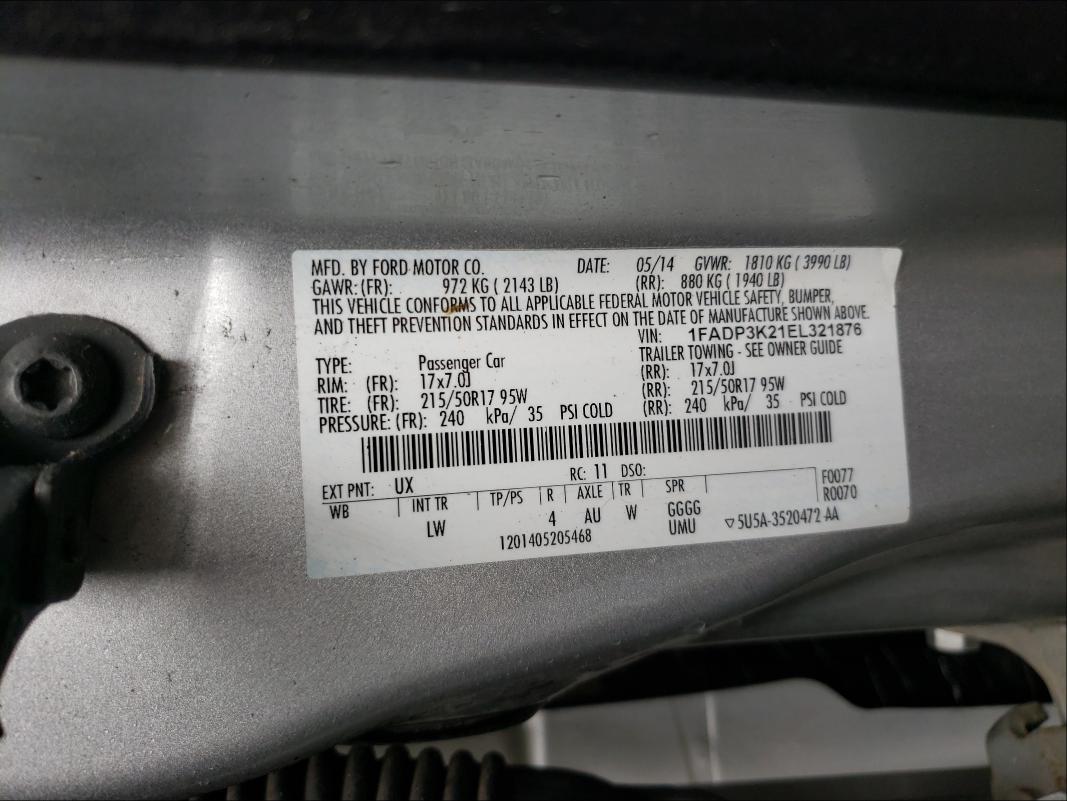 MFD. BY FORD MOTOR CO. DATE: 05/14 GVWR: 1810 KG ( 3990 LB)
GAWR: (FR): 972 KG ( 2143 LB) (RR): 880 KG ( 1940 LB)
THIS VEHICLE CONFORMS TO ALL APPLICABLE FEDERAL MOTOR VEHICLE SAFETY, BUMPER,
AND THEFT PREVENTION STANDARDS IN EFFECT ON THE DATE OF MANUFACTURE SHOWN ABOVE.
VIN: 1FADP3K21EL321876
TYPE: Passenger Car TRAILER TOWING - SEE OWNER GUIDE
RIM: (FR): 17x7.0J (RR): 17x7.0J
TIRE: (FR): 215/50R17 95W (RR): 215/50R17 95W
PRESSURE: (FR): 240 kPa/ 35 PSI COLD (RR): 240 kPa/ 35 PSI COLD
EXT PNT: UX RC: 11 DSO: F0077
WB INT TR TP/PS R AXLE TR SPR R0070
LW 4 AU W GGGG
UMU ▽5U5A-3520472-AA
1201405205468